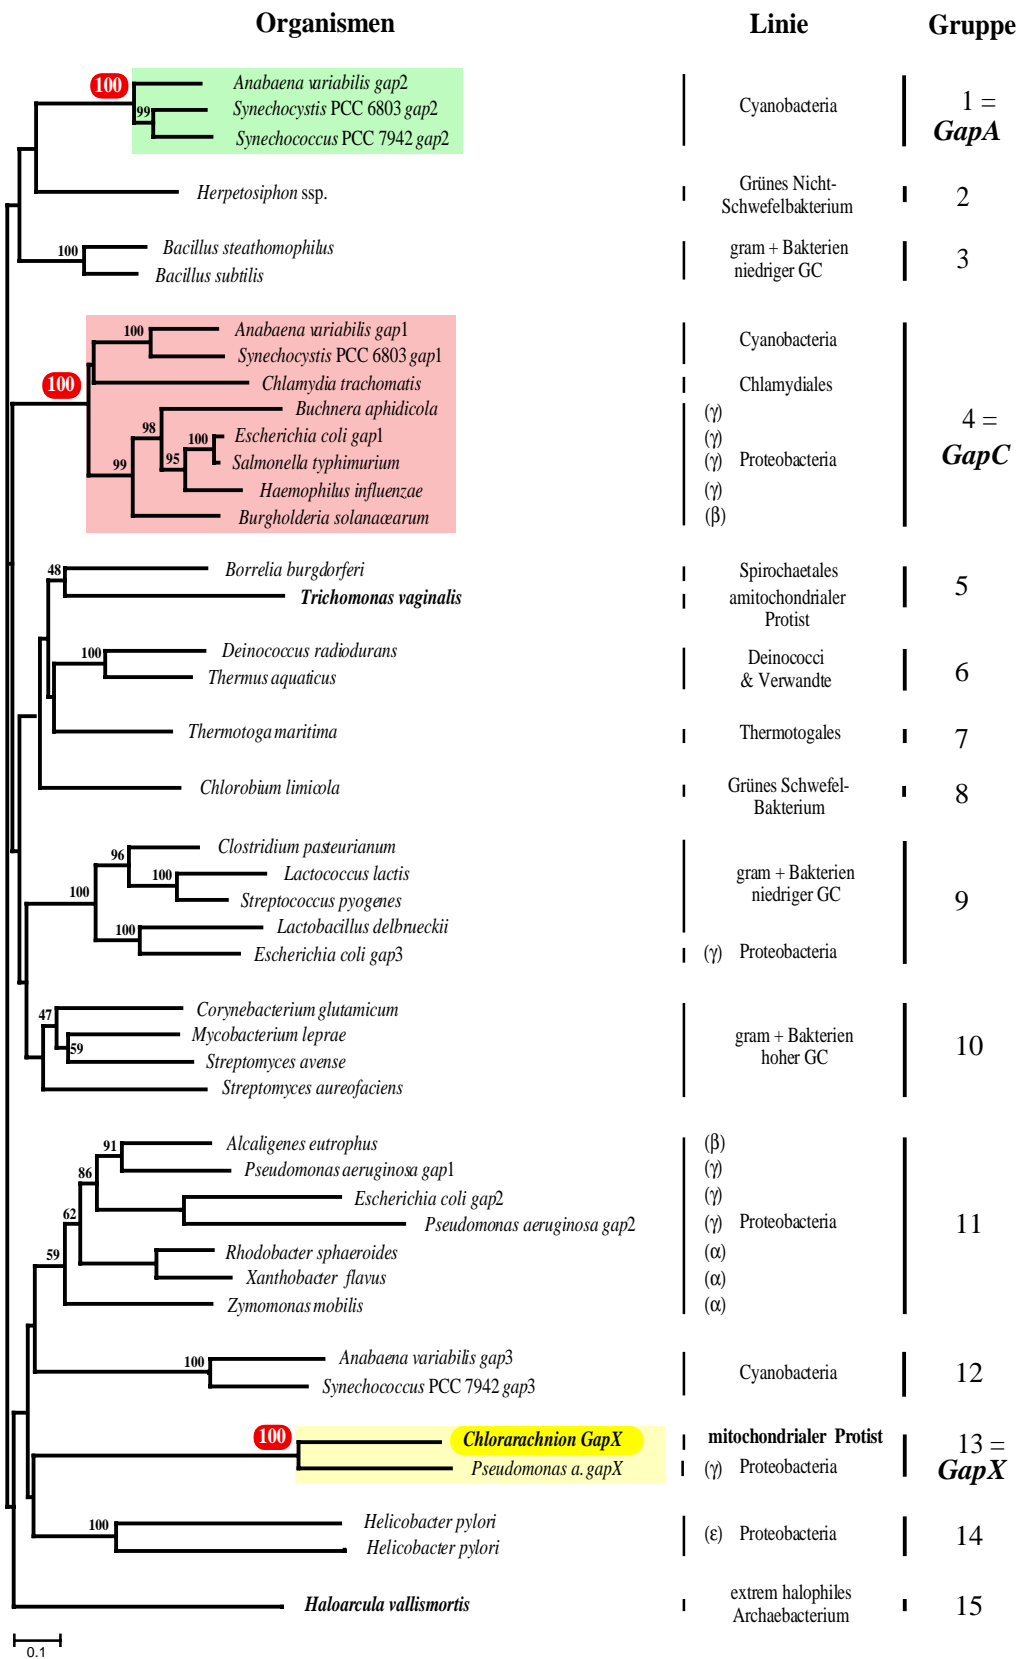 Organismen Linie Gruppe
100 Anabaena variabilis gap2
99 Synechocystis PCC 6803 gap2 Cyanobacteria 1 =
Synechococcus PCC 7942 gap2 GapA
Herpetosiphon ssp. Grünes Nicht- 2
Schwefelbakterium
100 Bacillus steathomophilus gram + Bakterien 3
Bacillus subtilis niedriger GC
100 Anabaena variabilis gap1
Synechocystis PCC 6803 gap1 Cyanobacteria
100 Chlamydia trachomatis Chlamydiales
Buchnera aphidicola (γ) 4 =
98 Escherichia coli gap1 (γ) GapC
100 Salmonella typhimurium (γ) Proteobacteria
99 95 Haemophilus influenzae (γ)
Burgholderia solanacearum (β)
48 Borrelia burgdorferi Spirochaetales 5
Trichomonas vaginalis amitochondrialer
Protist
100 Deinococcus radiodurans Deinococci 6
Thermus aquaticus & Verwandte
Thermotoga maritima Thermotogales 7
Chlorobium limicola Grünes Schwefel- 8
Bakterium
96 Clostridium pasteurianum
100 Lactococcus lactis gram + Bakterien 9
100 Streptococcus pyogenes niedriger GC
100 Lactobacillus delbrueckii
Escherichia coli gap3 (γ) Proteobacteria
47 Corynebacterium glutamicum
Mycobacterium leprae gram + Bakterien 10
59 Streptomyces avense hoher GC
Streptomyces aureofaciens
91 Alcaligenes eutrophus (β)
86 Pseudomonas aeruginosa gap1 (γ)
Escherichia coli gap2 (γ)
62 Pseudomonas aeruginosa gap2 (γ) Proteobacteria 11
59 Rhodobacter sphaeroides (α)
Xanthobacter flavus (α)
Zymomonas mobilis (α)
100 Anabaena variabilis gap3 Cyanobacteria 12
Synechococcus PCC 7942 gap3
100 Chlorarachnion GapX mitochondrialer Protist 13 =
Pseudomonas a. gapX (γ) Proteobacteria GapX
100 Helicobacter pylori (ε) Proteobacteria 14
Helicobacter pylori
Haloarcula vallismortis extrem halophiles 15
Archaebacterium
0.1